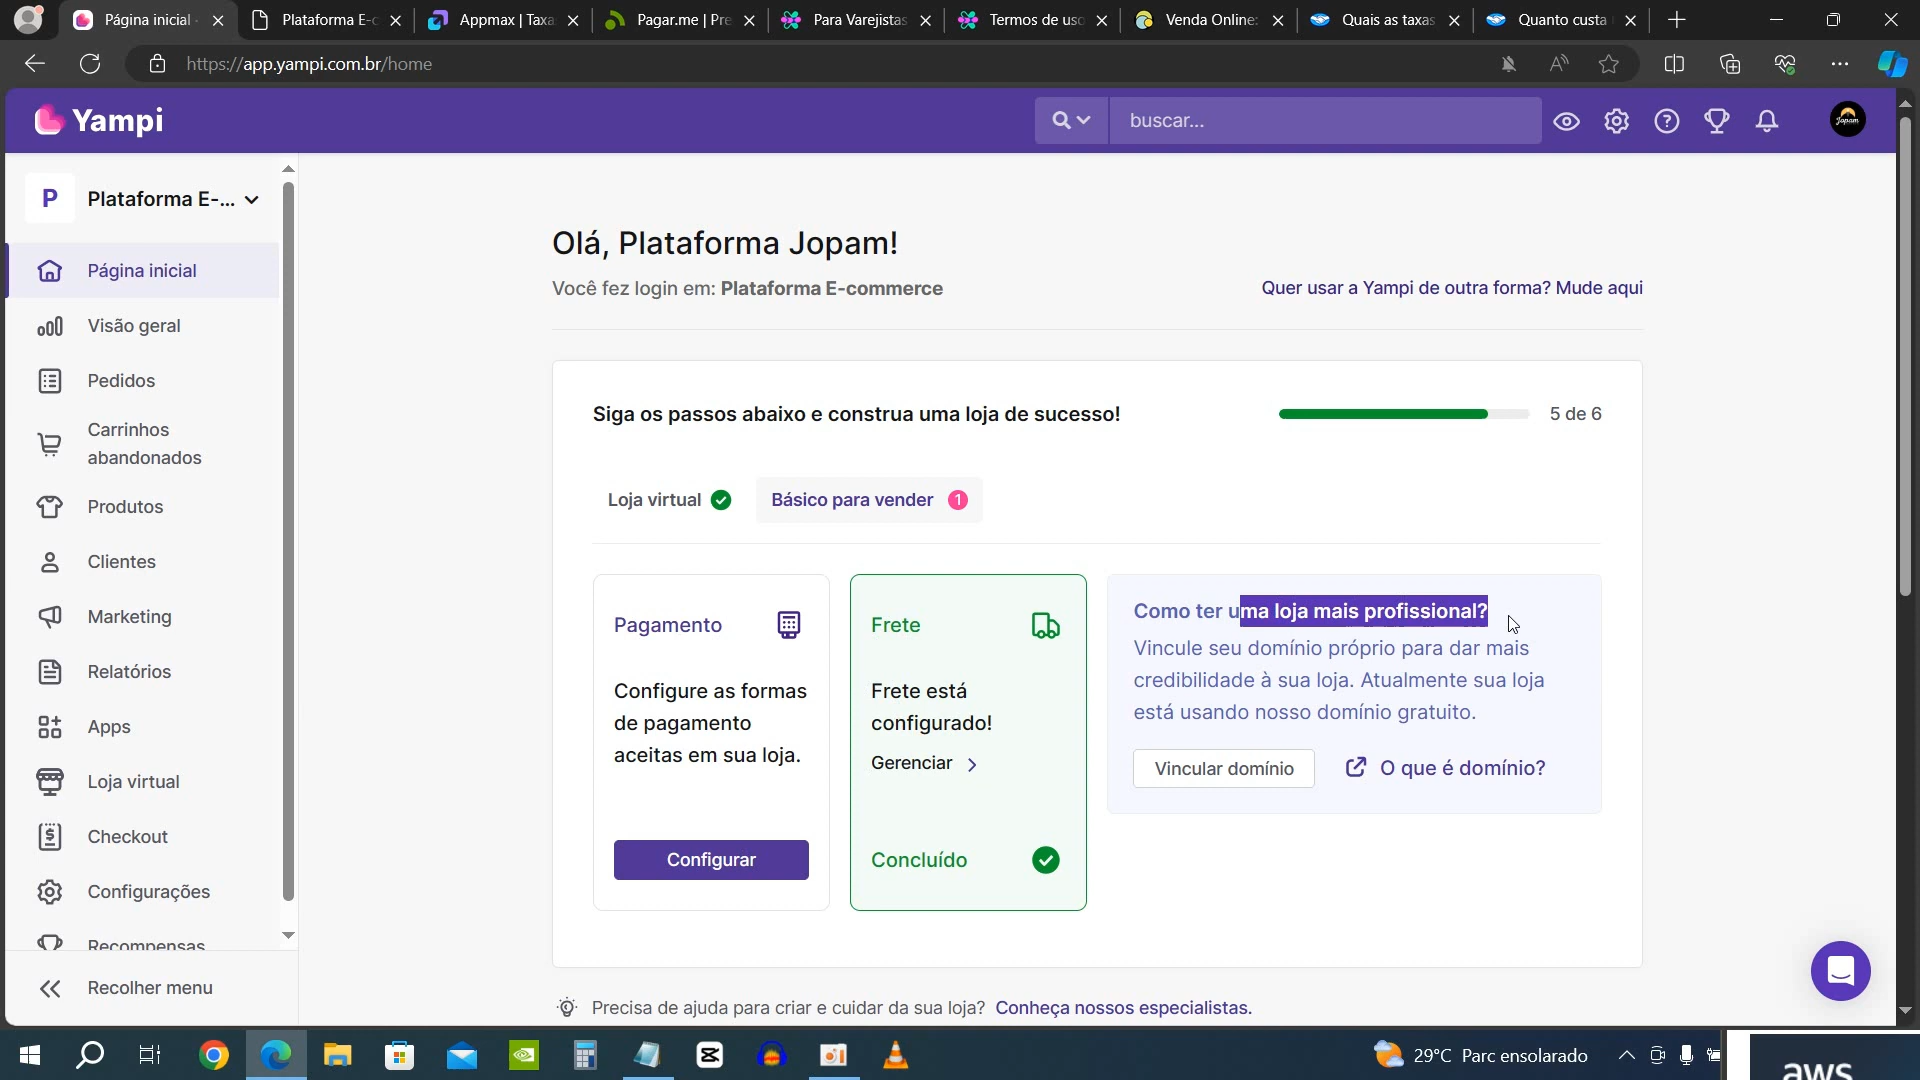 Página inicial
Plataforma E-c
Appmax | Taxa
Pagar.me | Pre
Para Varejistas
Termos de uso
Venda Online:
Quais as taxas
Quanto custa
https://app.yampi.com.br/home
Yampi
buscar...
Jopam
P
Plataforma E-...
Página inicial
Visão geral
Pedidos
Carrinhos
abandonados
Produtos
Clientes
Marketing
Relatórios
Apps
Loja virtual
Checkout
Configurações
Recompensas
Recolher menu
Olá, Plataforma Jopam!
Você fez login em: Plataforma E-commerce
Quer usar a Yampi de outra forma? Mude aqui
Siga os passos abaixo e construa uma loja de sucesso!
5 de 6
Loja virtual
Básico para vender 1
Pagamento
Configure as formas
de pagamento
aceitas em sua loja.
Configurar
Frete
Frete está
configurado!
Gerenciar
Concluído
Como ter uma loja mais profissional?
Vincule seu domínio próprio para dar mais
credibilidade à sua loja. Atualmente sua loja
está usando nosso domínio gratuito.
Vincular domínio
O que é domínio?
Precisa de ajuda para criar e cuidar da sua loja? Conheça nossos especialistas.
29°C Parc ensolarado
aws